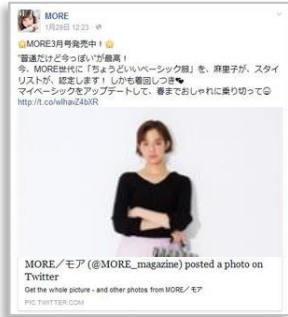 MORE
1月28日 12:23 ·
MORE3月号発売中!
"普通だけど今っぽい"が最高!
今、MORE世代に「ちょうどいいベーシック服」を、麻里子が、スタイ
リストが、認定します! しかも着回しつき
マイベーシックをアップデートして、春までおしゃれに乗り切って
http://t.co/wIhavZ4bXR
MORE/モア (@MORE_magazine) posted a photo on
Twitter
Get the whole picture - and other photos from MORE/モア
PIC.TWITTER.COM